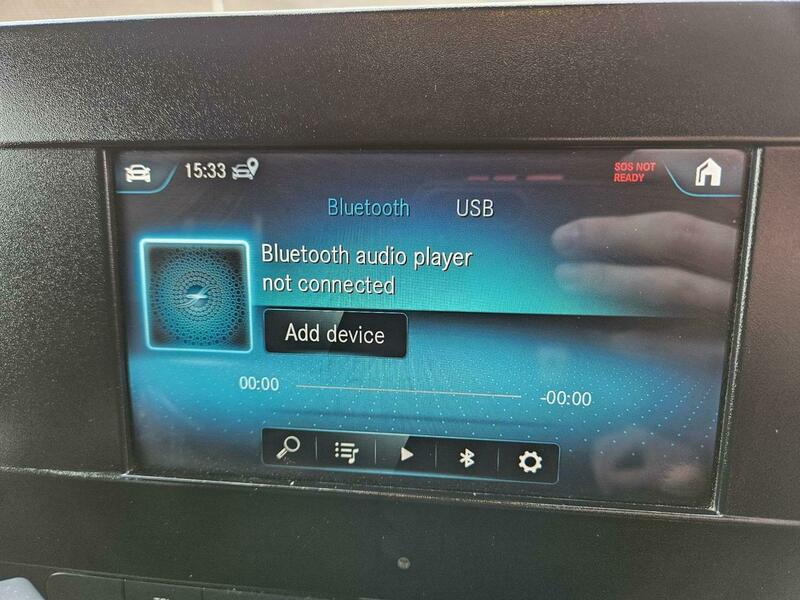 15:33
SOS NOT
READY
Bluetooth USB
Bluetooth audio player
not connected
Add device
00:00 -00:00